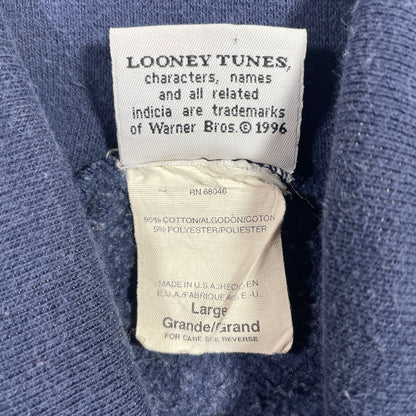 LOONEY TUNES,
characters, names
and all related
indicia are trademarks
of Warner Bros.© 1996
RN 68046
95% COTTON/ALGODON/COTON
5% POLYESTER/POLIESTER
MADE IN U.S.A./HECHO EN
E.U.A./FABRIQUE AU E.-U.
Large
Grande/Grand
FOR CARE SEE REVERSE